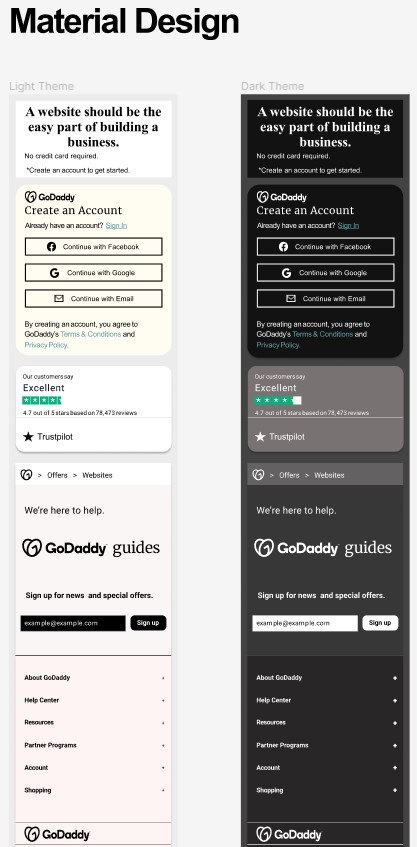 Material Design
Light Theme
A website should be the
easy part of building a
business.
No credit card required.
*Create an account to get started.
GoDaddy
Create an Account
Already have an account? Sign In
Continue with Facebook
Continue with Google
Continue with Email
By creating an account, you agree to
GoDaddy's Terms & Conditions and
Privacy Policy.
Our customers say
Excellent
4.7 out of 5 stars based on 78,473 reviews
Trustpilot
> Offers > Websites
We're here to help.
GoDaddy guides
Sign up for news and special offers.
example@example.com Sign up
About GoDaddy +
Help Center +
Resources +
Partner Programs +
Account +
Shopping +
GoDaddy
Dark Theme
A website should be the
easy part of building a
business.
No credit card required.
*Create an account to get started.
GoDaddy
Create an Account
Already have an account? Sign In
Continue with Facebook
Continue with Google
Continue with Email
By creating an account, you agree to
GoDaddy's Terms & Conditions and
Privacy Policy.
Our customers say
Excellent
4.7 out of 5 stars based on 78,473 reviews
Trustpilot
> Offers > Websites
We're here to help.
GoDaddy guides
Sign up for news and special offers.
example@example.com Sign up
About GoDaddy +
Help Center +
Resources +
Partner Programs +
Account +
Shopping +
GoDaddy